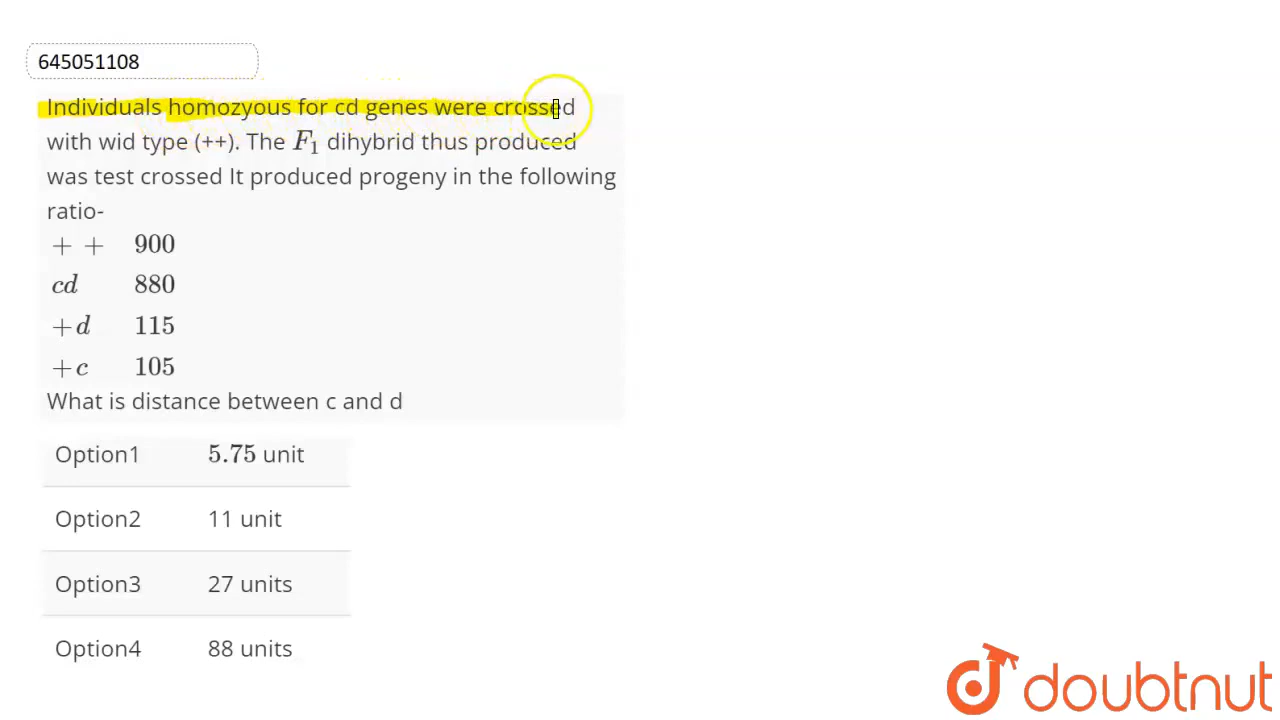 645051108
Individuals homozyous for cd genes were crossed
with wid type (++). The F₁ dihybrid thus produced
was test crossed It produced progeny in the following
ratio-
+ + 900
cd 880
+d 115
+c 105
What is distance between c and d
Option1 5.75 unit
Option2 11 unit
Option3 27 units
Option4 88 units
doubtnut